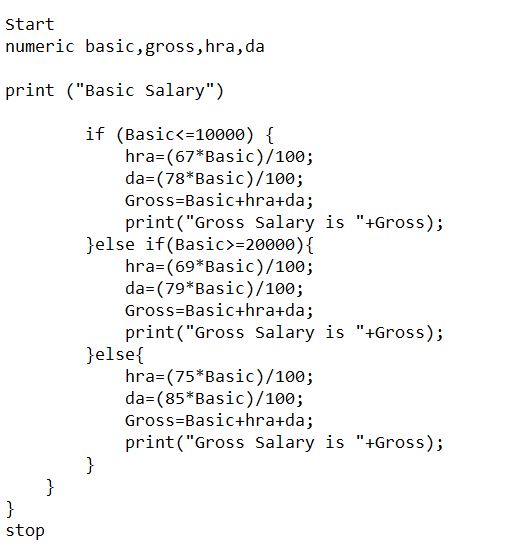 Start
numeric basic,gross,hra,da
print ("Basic Salary")
if (Basic<=10000) {
hra=(67*Basic)/100;
da=(78*Basic)/100;
Gross=Basic+hra+da;
print("Gross Salary is "+Gross);
}else if(Basic>=20000){
hra=(69*Basic)/100;
da=(79*Basic)/100;
Gross=Basic+hra+da;
print("Gross Salary is "+Gross);
}else{
hra=(75*Basic)/100;
da=(85*Basic)/100;
Gross=Basic+hra+da;
print("Gross Salary is "+Gross);
}
}
}
stop